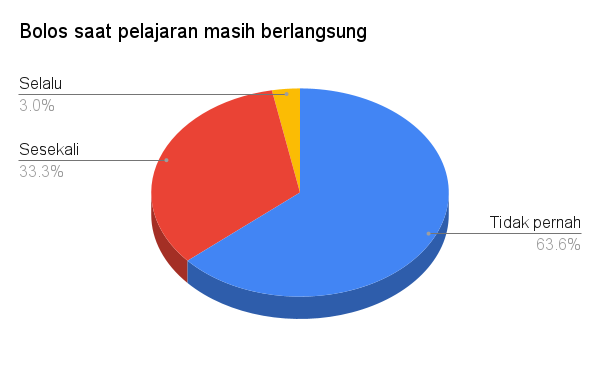 Bolos saat pelajaran masih berlangsung
Selalu
3.0%
Sesekali
33.3%
Tidak pernah
63.6%